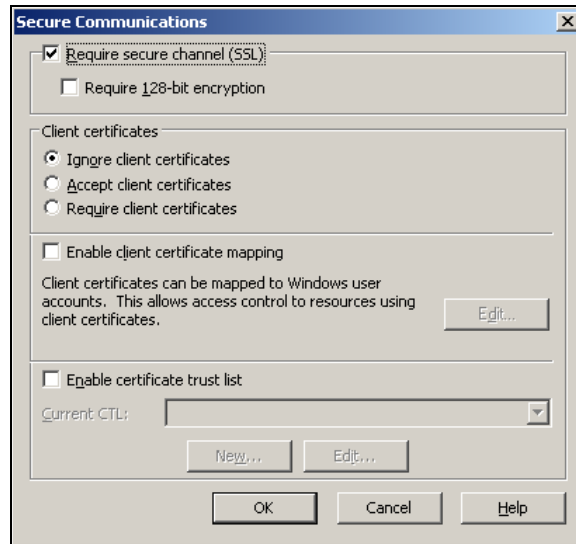 Secure Communications
Require secure channel (SSL)
Require 128-bit encryption
Client certificates
Ignore client certificates
Accept client certificates
Require client certificates
Enable client certificate mapping
Client certificates can be mapped to Windows user
accounts. This allows access control to resources using
client certificates.
Edit...
Enable certificate trust list
Current CTL:
New... Edit...
OK Cancel Help